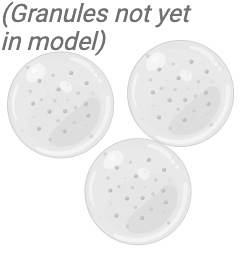 (Granules not yet
in model)